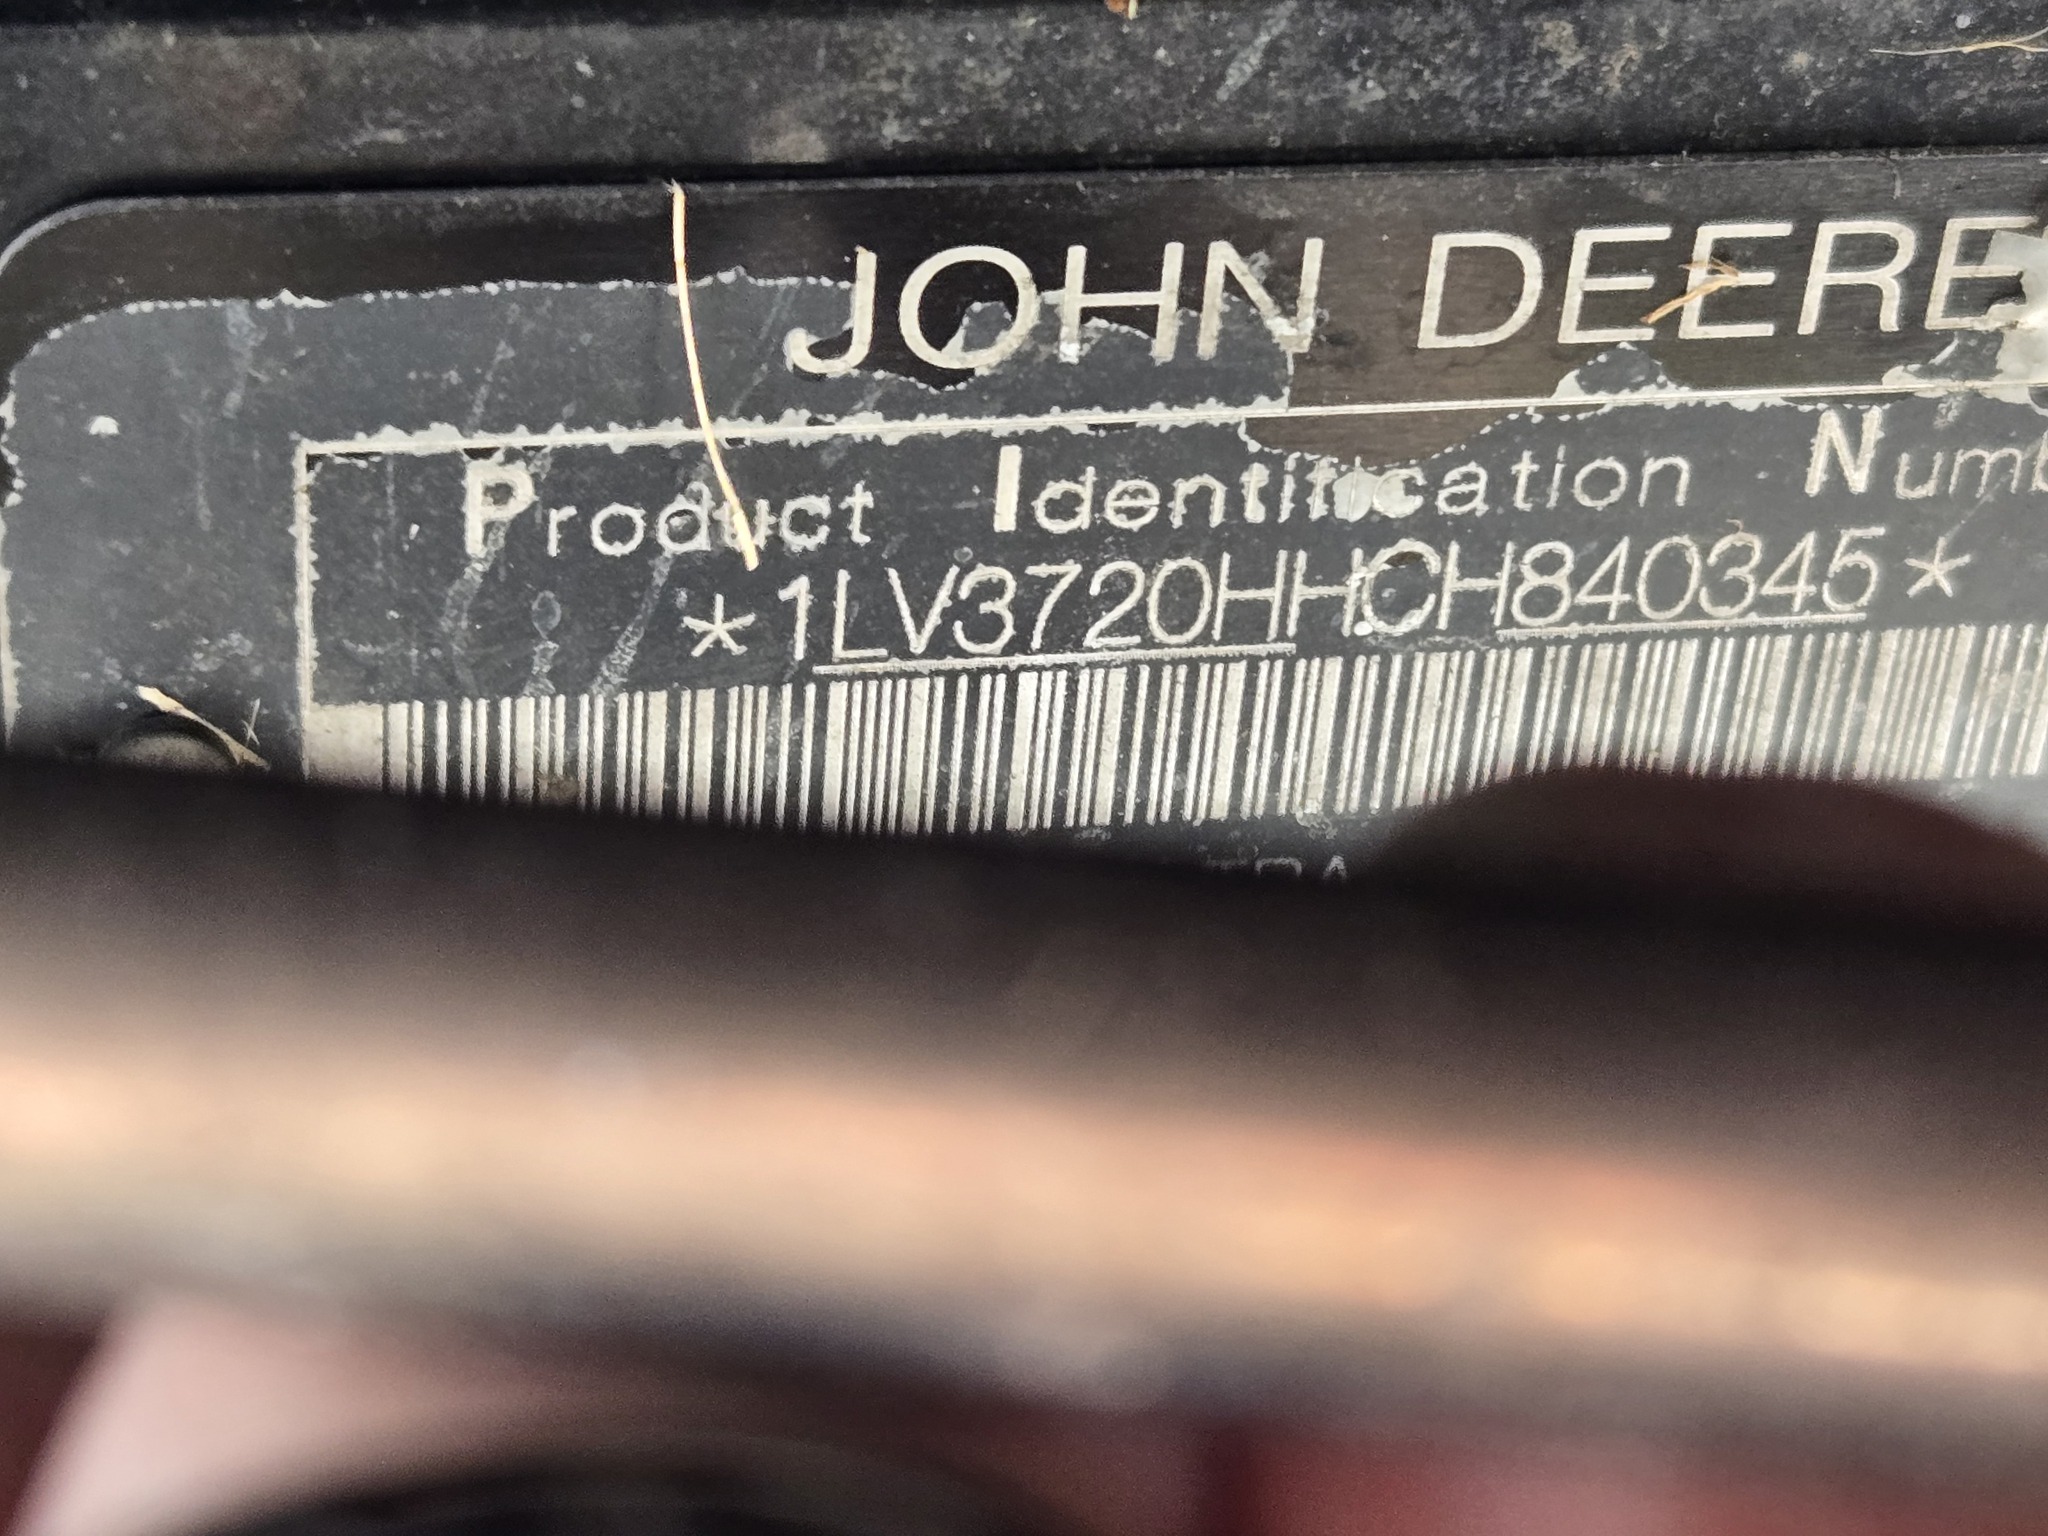 JOHN DEERE
Product Identification Numb
*1LV3720HHCH840345*